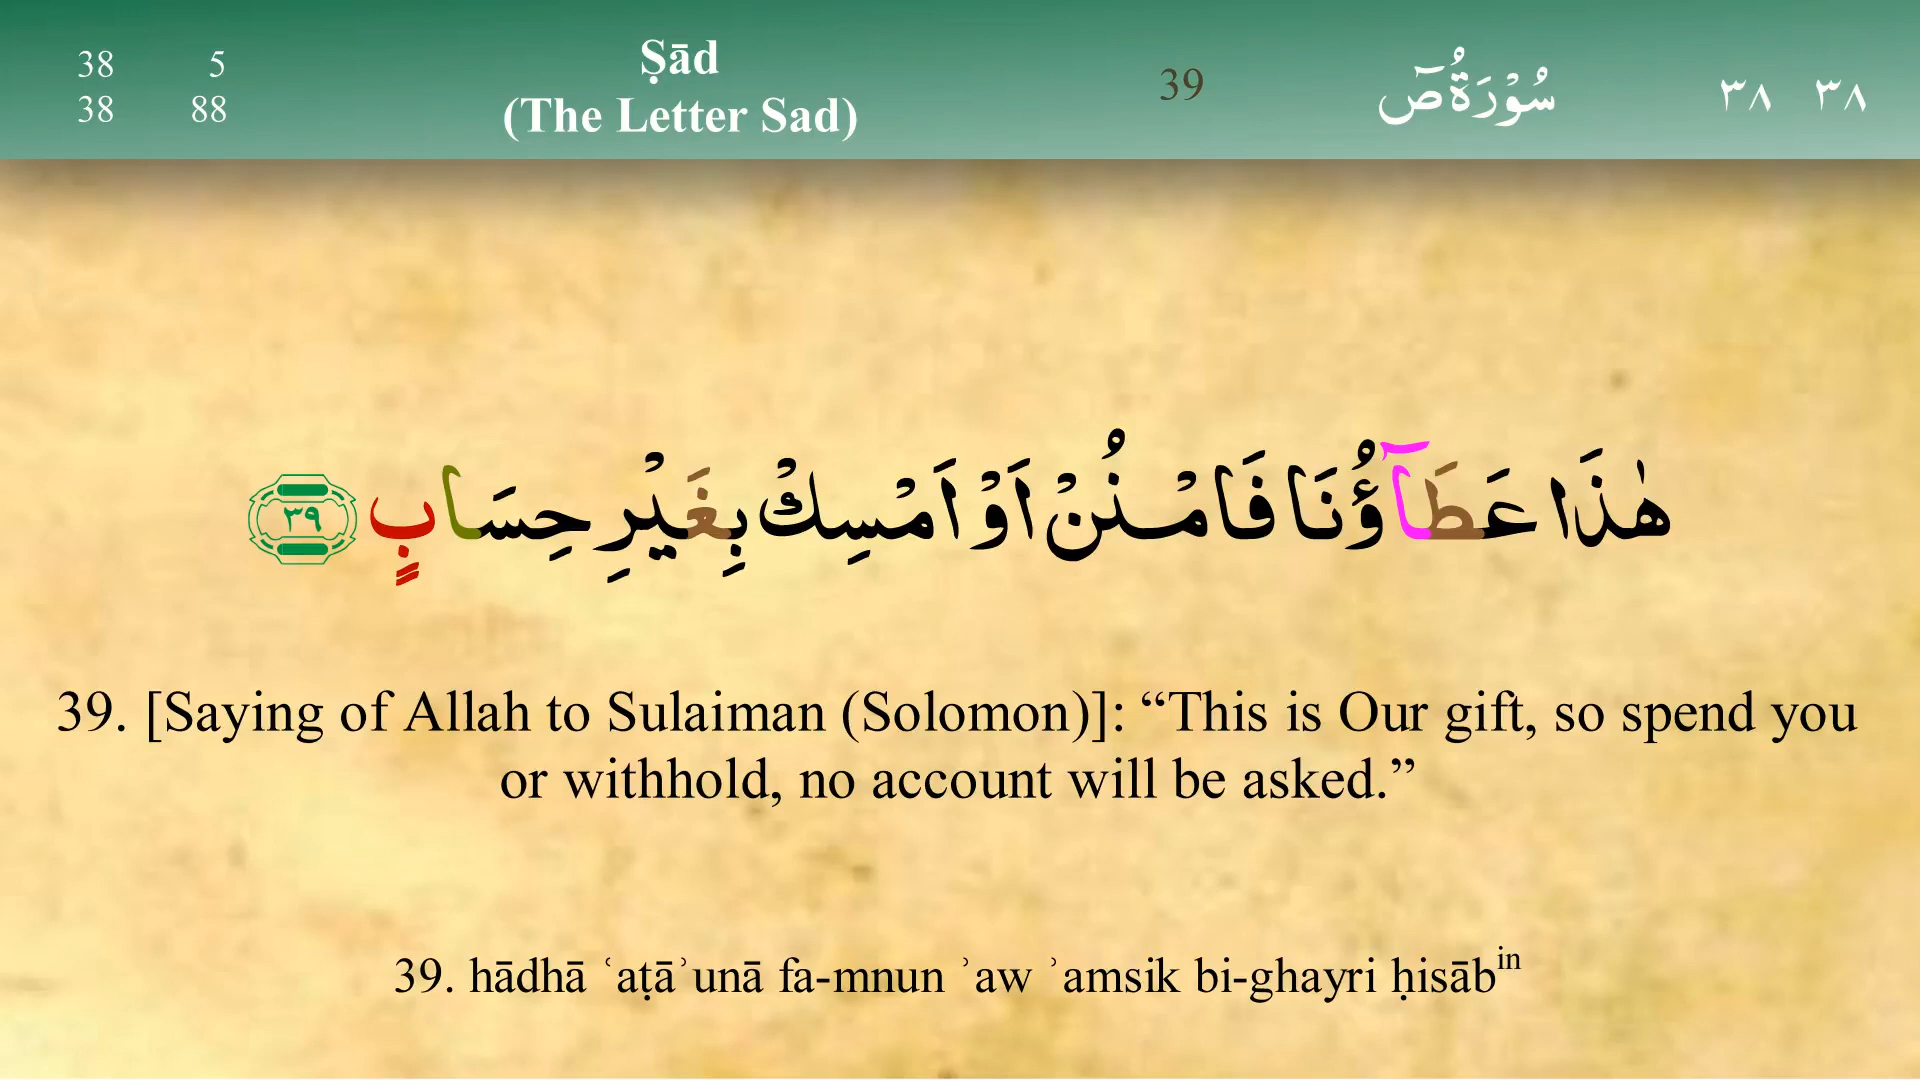 38 5
38 88
Ṣād
(The Letter Sad)
39
سُوْرَةُ صٓ
٣٨ ٣٨
هٰذَا عَطَآؤُنَا فَامْـنُنْ اَوْ اَمْسِكْ بِغَيْرِ حِسَابٍ ٣٩
39. [Saying of Allah to Sulaiman (Solomon)]: “This is Our gift, so spend you
or withhold, no account will be asked.”
39. hādhā ʿaṭāʾunā fa-mnun ʾaw ʾamsik bi-ghayri ḥisābⁱⁿ